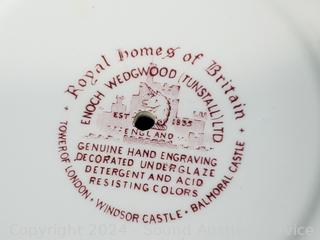 Royal homes of Britain
ENOCH WEDGWOOD (TUNSTALL) LTD
EST 1835
ENGLAND
GENUINE HAND ENGRAVING
DECORATED UNDERGLAZE
DETERGENT AND ACID
RESISTING COLORS
TOWER OF LONDON · WINDSOR CASTLE · BALMORAL CASTLE
Copyright 2024 - Sound Auction Service